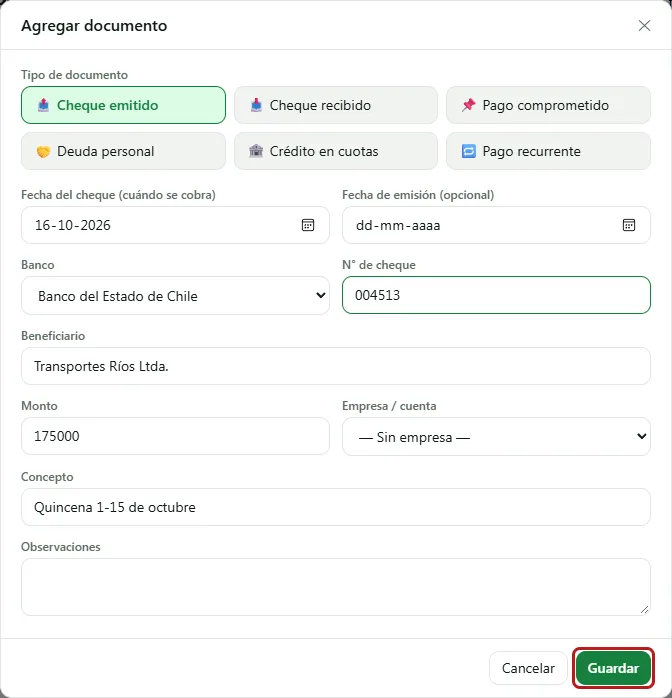 Agregar documento
Tipo de documento
Cheque emitido
Cheque recibido
Pago comprometido
Deuda personal
Crédito en cuotas
Pago recurrente
Fecha del cheque (cuándo se cobra)
Fecha de emisión (opcional)
16-10-2026
dd-mm-aaaa
Banco
N° de cheque
Banco del Estado de Chile
004513
Beneficiario
Transportes Ríos Ltda.
Monto
Empresa / cuenta
175000
— Sin empresa —
Concepto
Quincena 1-15 de octubre
Observaciones
Cancelar
Guardar